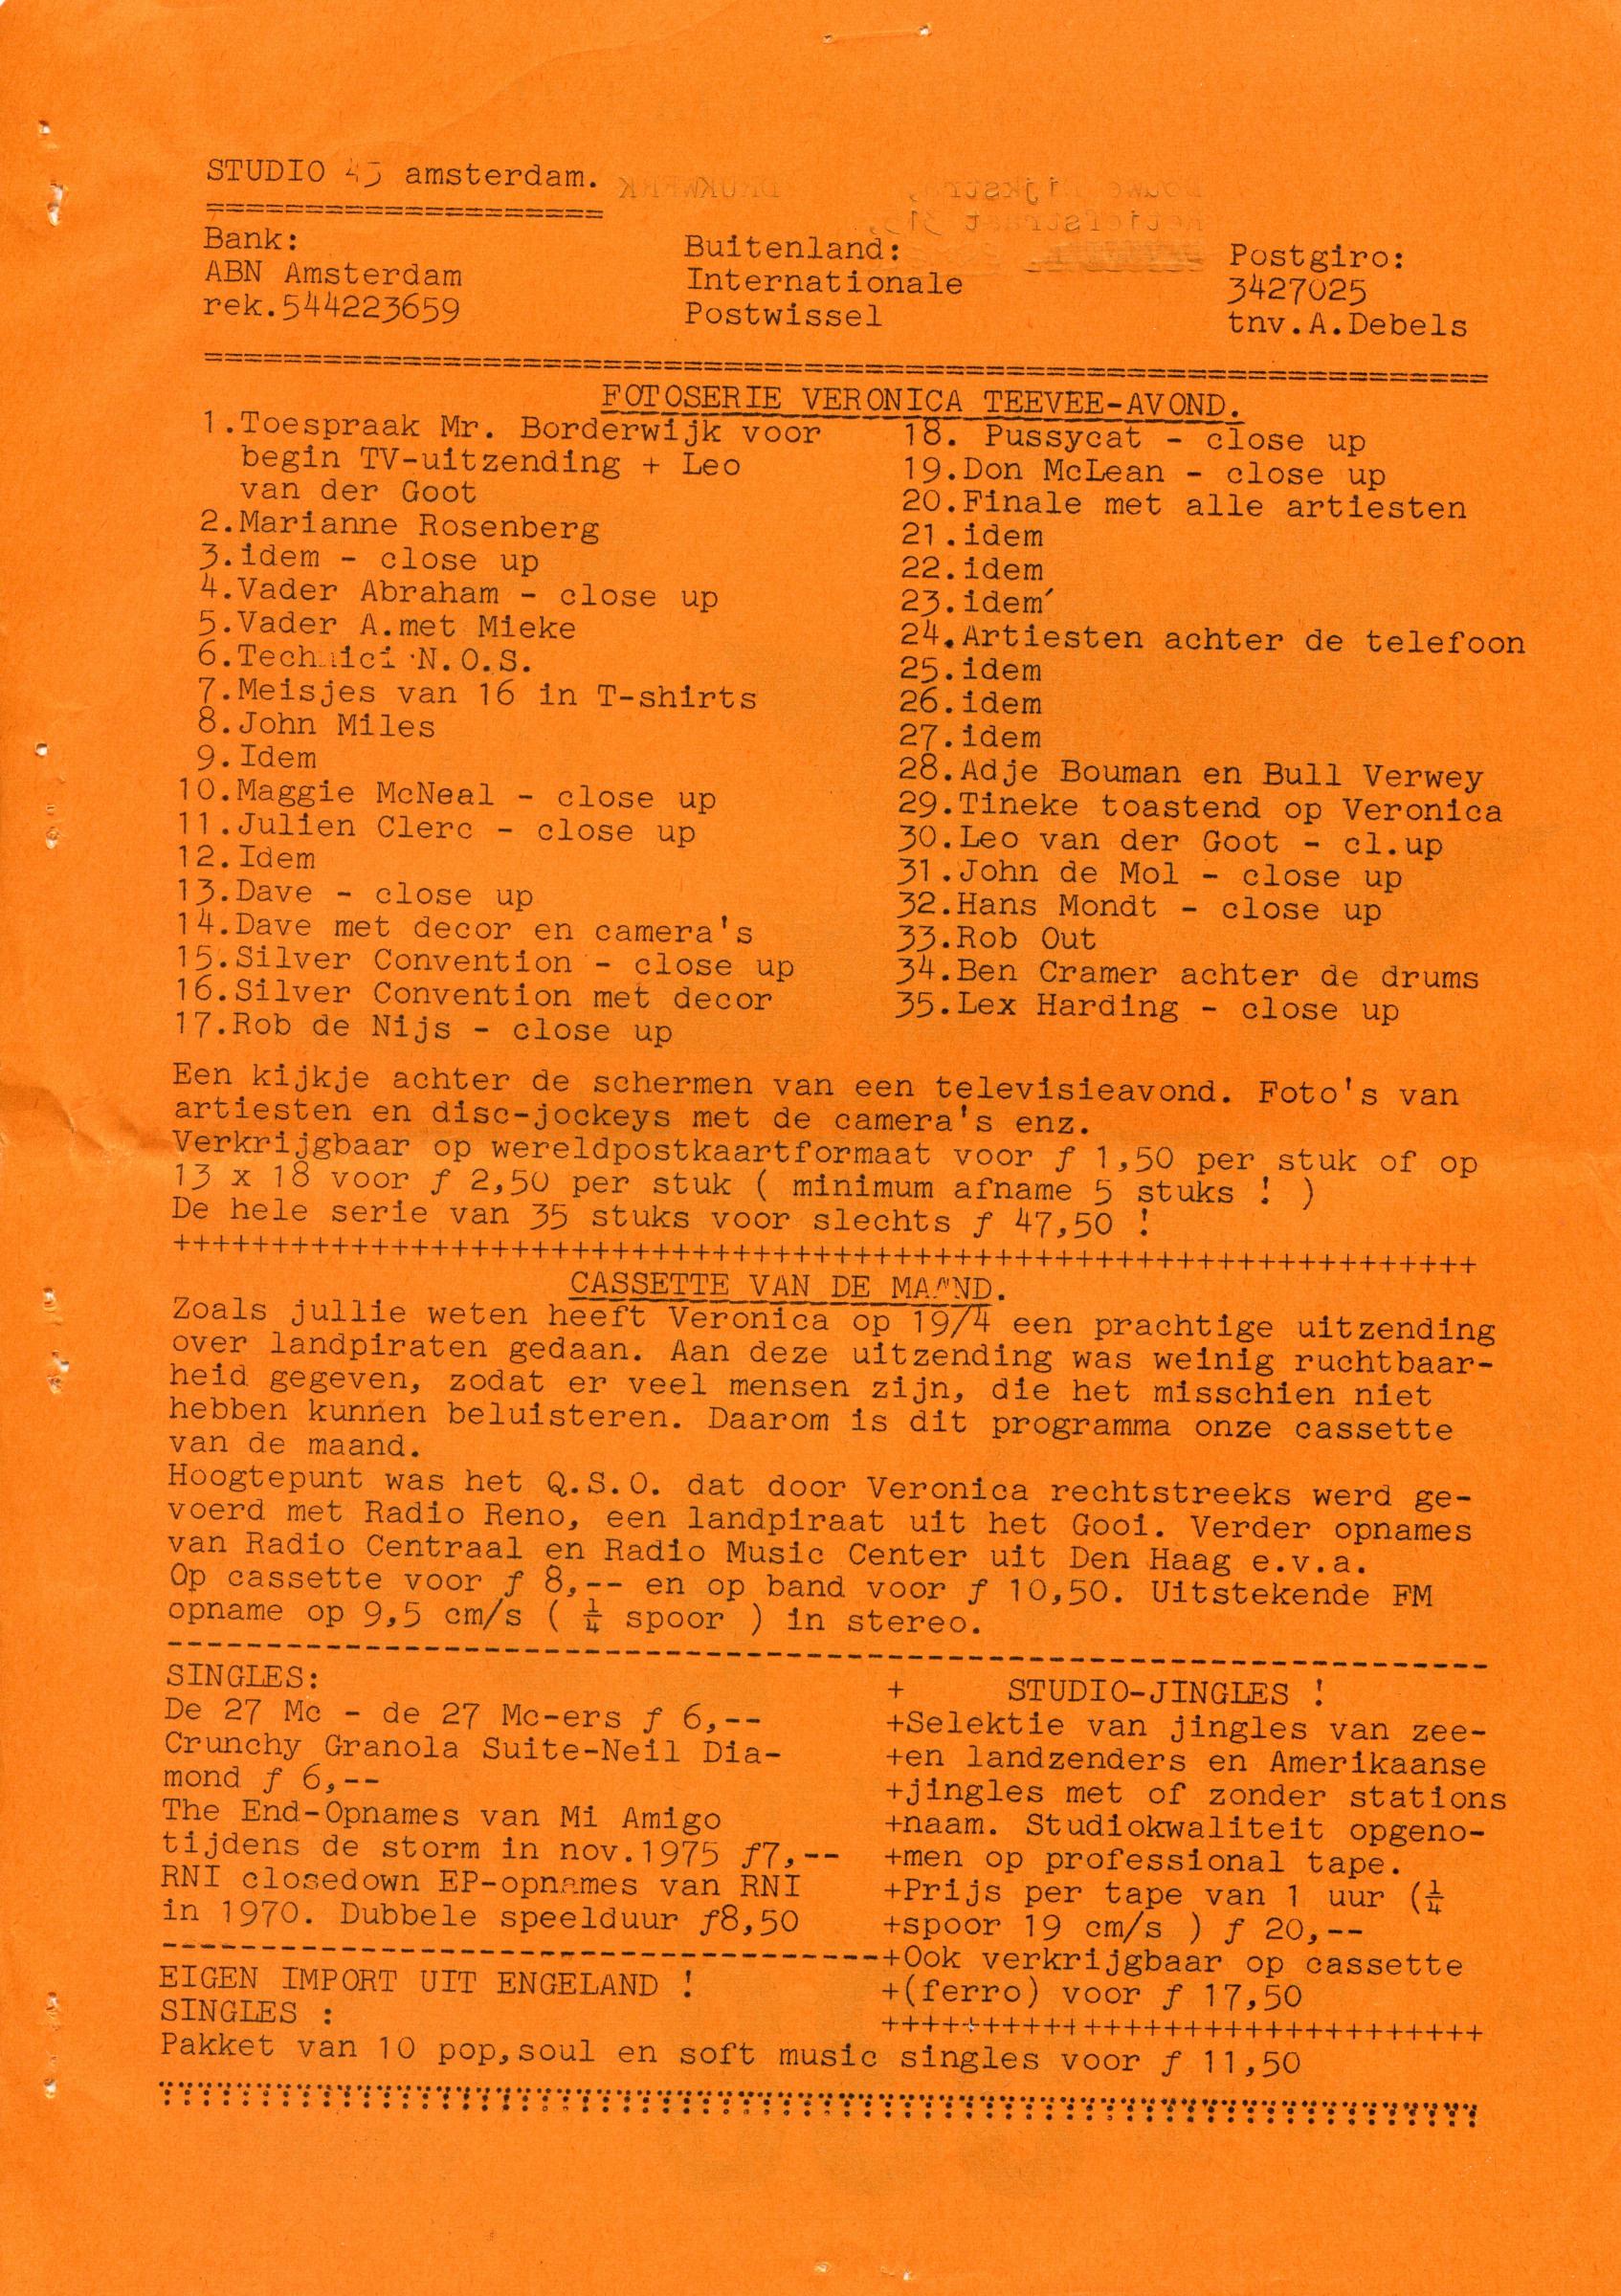 STUDIO 45 amsterdam.
====================
Bank:
ABN Amsterdam
rek.544223659
Buitenland:
Internationale
Postwissel
Postgiro:
3427025
tnv.A.Debels
FOTOSERIE VERONICA TEEVEE-AVOND.
1.Toespraak Mr. Borderwijk voor
begin TV-uitzending + Leo
van der Goot
2.Marianne Rosenberg
3.idem - close up
4.Vader Abraham - close up
5.Vader A.met Mieke
6.Technici N.O.S.
7.Meisjes van 16 in T-shirts
8.John Miles
9.Idem
10.Maggie McNeal - close up
11.Julien Clerc - close up
12.Idem
13.Dave - close up
14.Dave met decor en camera's
15.Silver Convention - close up
16.Silver Convention met decor
17.Rob de Nijs - close up
18. Pussycat - close up
19.Don McLean - close up
20.Finale met alle artiesten
21.idem
22.idem
23.idem´
24.Artiesten achter de telefoon
25.idem
26.idem
27.idem
28.Adje Bouman en Bull Verwey
29.Tineke toastend op Veronica
30.Leo van der Goot - cl.up
31.John de Mol - close up
32.Hans Mondt - close up
33.Rob Out
34.Ben Cramer achter de drums
35.Lex Harding - close up
Een kijkje achter de schermen van een televisieavond. Foto's van
artiesten en disc-jockeys met de camera's enz.
Verkrijgbaar op wereldpostkaartformaat voor ƒ 1,50 per stuk of op
13 x 18 voor ƒ 2,50 per stuk ( minimum afname 5 stuks ! )
De hele serie van 35 stuks voor slechts ƒ 47,50 !
CASSETTE VAN DE MAAND.
Zoals jullie weten heeft Veronica op 19/4 een prachtige uitzending
over landpiraten gedaan. Aan deze uitzending was weinig ruchtbaar-
heid gegeven, zodat er veel mensen zijn, die het misschien niet
hebben kunnen beluisteren. Daarom is dit programma onze cassette
van de maand.
Hoogtepunt was het Q.S.O. dat door Veronica rechtstreeks werd ge-
voerd met Radio Reno, een landpiraat uit het Gooi. Verder opnames
van Radio Centraal en Radio Music Center uit Den Haag e.v.a.
Op cassette voor ƒ 8,-- en op band voor ƒ 10,50. Uitstekende FM
opname op 9,5 cm/s ( ¼ spoor ) in stereo.
SINGLES:
De 27 Mc - de 27 Mc-ers ƒ 6,--
Crunchy Granola Suite-Neil Dia-
mond ƒ 6,--
The End-Opnames van Mi Amigo
tijdens de storm in nov.1975 ƒ7,--
RNI closedown EP-opnames van RNI
in 1970. Dubbele speelduur ƒ8,50
+ STUDIO-JINGLES !
+Selektie van jingles van zee-
+en landzenders en Amerikaanse
+jingles met of zonder stations
+naam. Studiokwaliteit opgeno-
+men op professional tape.
+Prijs per tape van 1 uur (¼
+spoor 19 cm/s ) ƒ 20,--
+Ook verkrijgbaar op cassette
+(ferro) voor ƒ 17,50
EIGEN IMPORT UIT ENGELAND !
SINGLES :
Pakket van 10 pop,soul en soft music singles voor ƒ 11,50